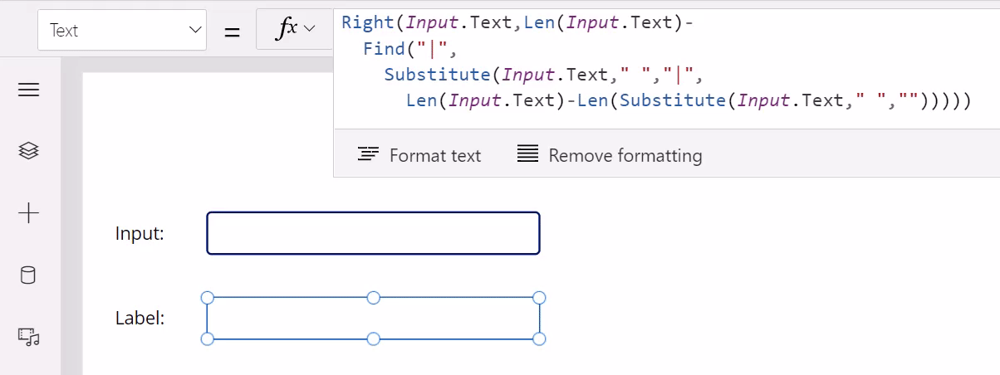 Text
=
fx
Right(Input.Text,Len(Input.Text)-
Find("|",
Substitute(Input.Text," ","|",
Len(Input.Text)-Len(Substitute(Input.Text," ","")))))
Format text
Remove formatting
Input:
Label: